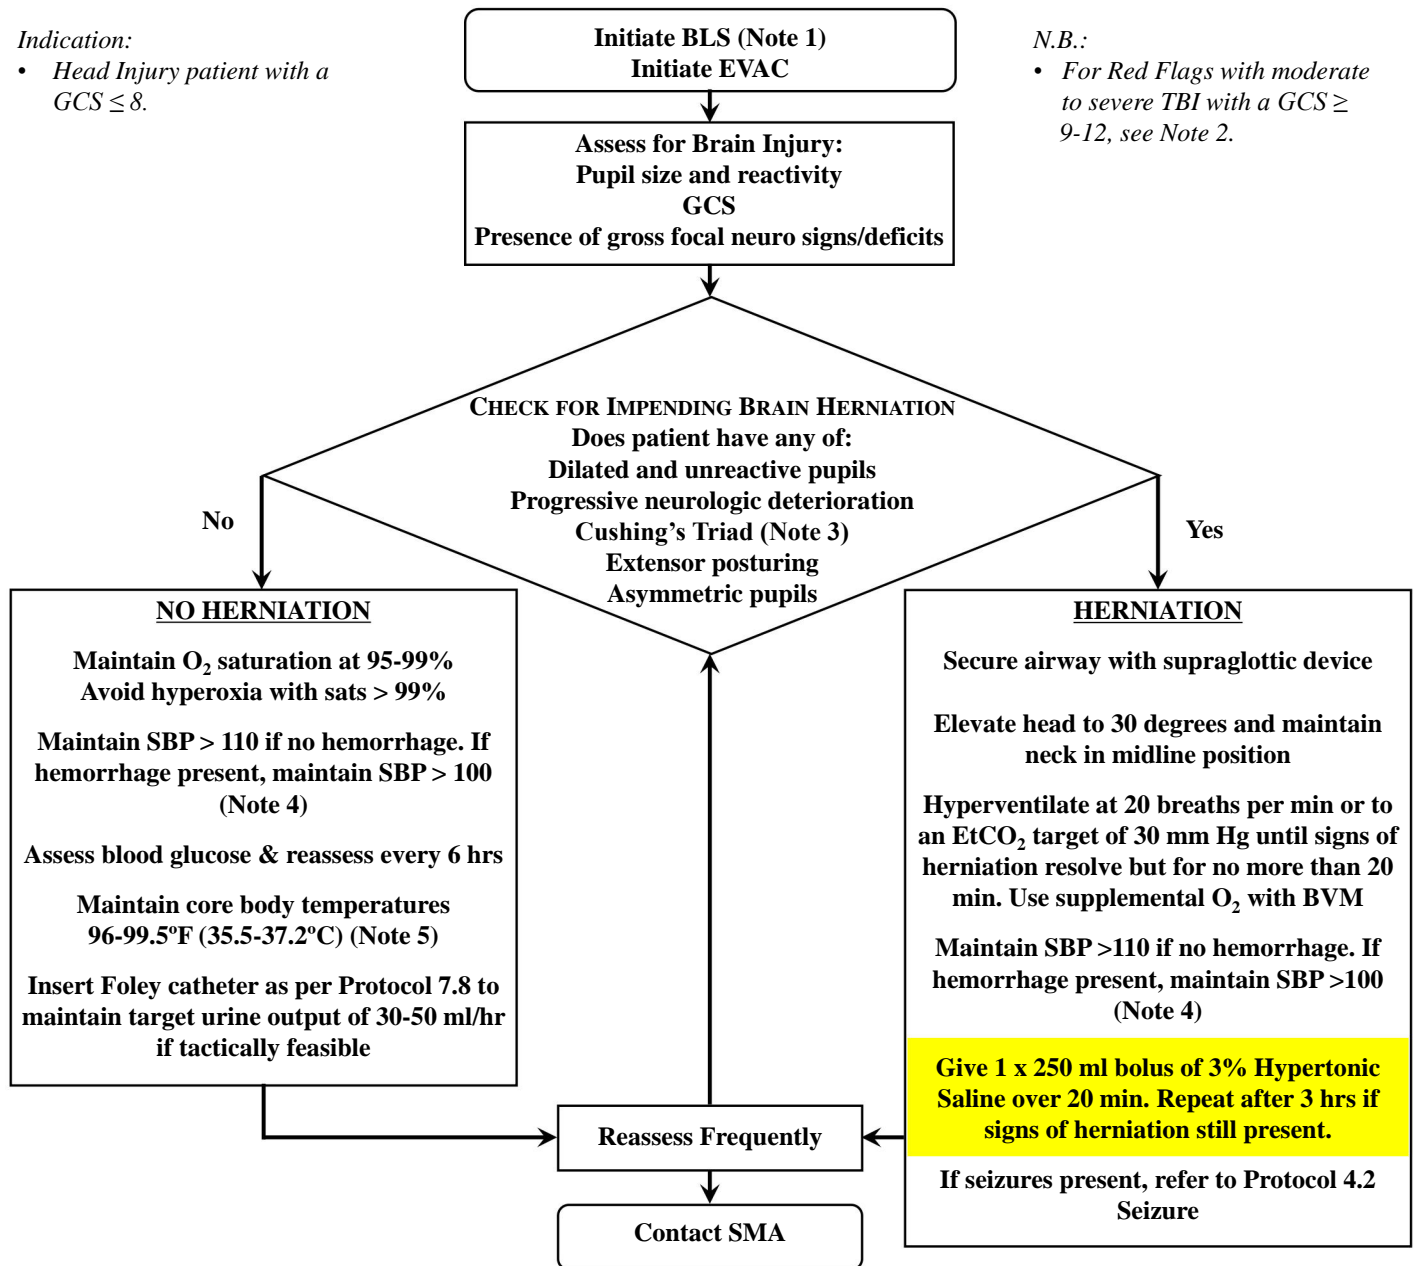 Indication:
• Head Injury patient with a
GCS ≤ 8.
Initiate BLS (Note 1)
Initiate EVAC
N.B.:
• For Red Flags with moderate
to severe TBI with a GCS ≥
9-12, see Note 2.
Assess for Brain Injury:
Pupil size and reactivity
GCS
Presence of gross focal neuro signs/deficits
CHECK FOR IMPENDING BRAIN HERNIATION
Does patient have any of:
Dilated and unreactive pupils
Progressive neurologic deterioration
Cushing’s Triad (Note 3)
Extensor posturing
Asymmetric pupils
No
Yes
NO HERNIATION
Maintain O₂ saturation at 95-99%
Avoid hyperoxia with sats > 99%
Maintain SBP > 110 if no hemorrhage. If
hemorrhage present, maintain SBP > 100
(Note 4)
Assess blood glucose & reassess every 6 hrs
Maintain core body temperatures
96-99.5ºF (35.5-37.2ºC) (Note 5)
Insert Foley catheter as per Protocol 7.8 to
maintain target urine output of 30-50 ml/hr
if tactically feasible
HERNIATION
Secure airway with supraglottic device
Elevate head to 30 degrees and maintain
neck in midline position
Hyperventilate at 20 breaths per min or to
an EtCO₂ target of 30 mm Hg until signs of
herniation resolve but for no more than 20
min. Use supplemental O₂ with BVM
Maintain SBP >110 if no hemorrhage. If
hemorrhage present, maintain SBP >100
(Note 4)
Give 1 x 250 ml bolus of 3% Hypertonic
Saline over 20 min. Repeat after 3 hrs if
signs of herniation still present.
If seizures present, refer to Protocol 4.2
Seizure
Reassess Frequently
Contact SMA